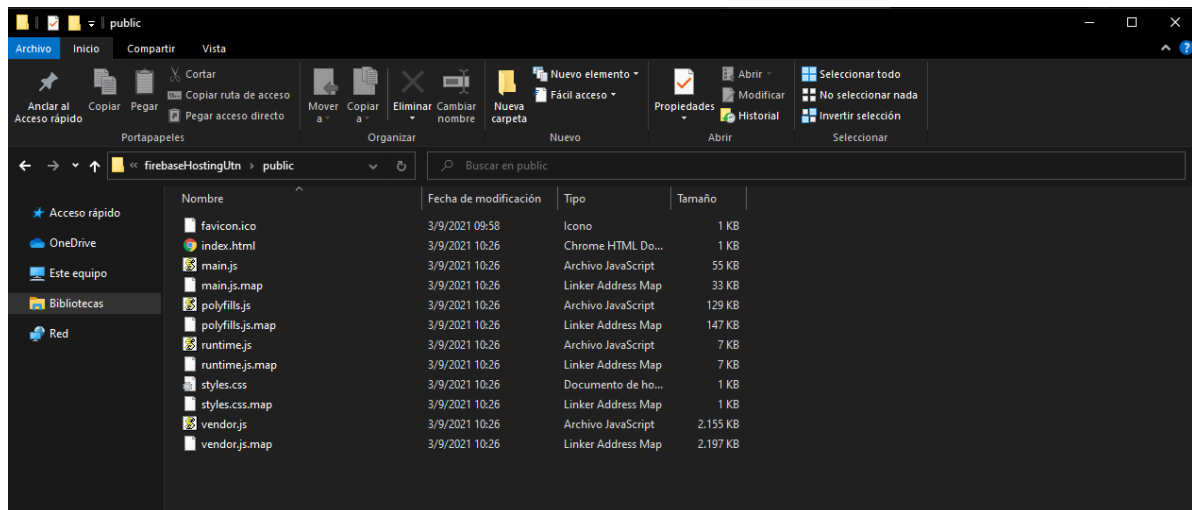 public
Archivo Inicio Compartir Vista
Anclar al Acceso rápido
Copiar
Pegar
Cortar
Copiar ruta de acceso
Pegar acceso directo
Portapapeles
Mover a
Copiar a
Eliminar
Cambiar nombre
Organizar
Nueva carpeta
Nuevo elemento
Fácil acceso
Nuevo
Propiedades
Abrir
Modificar
Historial
Abrir
Seleccionar todo
No seleccionar nada
Invertir selección
Seleccionar
« firebaseHostingUtn > public
Buscar en public
Acceso rápido
OneDrive
Este equipo
Bibliotecas
Red
Nombre Fecha de modificación Tipo Tamaño
favicon.ico 3/9/2021 09:58 Icono 1 KB
index.html 3/9/2021 10:26 Chrome HTML Do... 1 KB
main.js 3/9/2021 10:26 Archivo JavaScript 55 KB
main.js.map 3/9/2021 10:26 Linker Address Map 33 KB
polyfills.js 3/9/2021 10:26 Archivo JavaScript 129 KB
polyfills.js.map 3/9/2021 10:26 Linker Address Map 147 KB
runtime.js 3/9/2021 10:26 Archivo JavaScript 7 KB
runtime.js.map 3/9/2021 10:26 Linker Address Map 7 KB
styles.css 3/9/2021 10:26 Documento de ho... 1 KB
styles.css.map 3/9/2021 10:26 Linker Address Map 1 KB
vendor.js 3/9/2021 10:26 Archivo JavaScript 2.155 KB
vendor.js.map 3/9/2021 10:26 Linker Address Map 2.197 KB